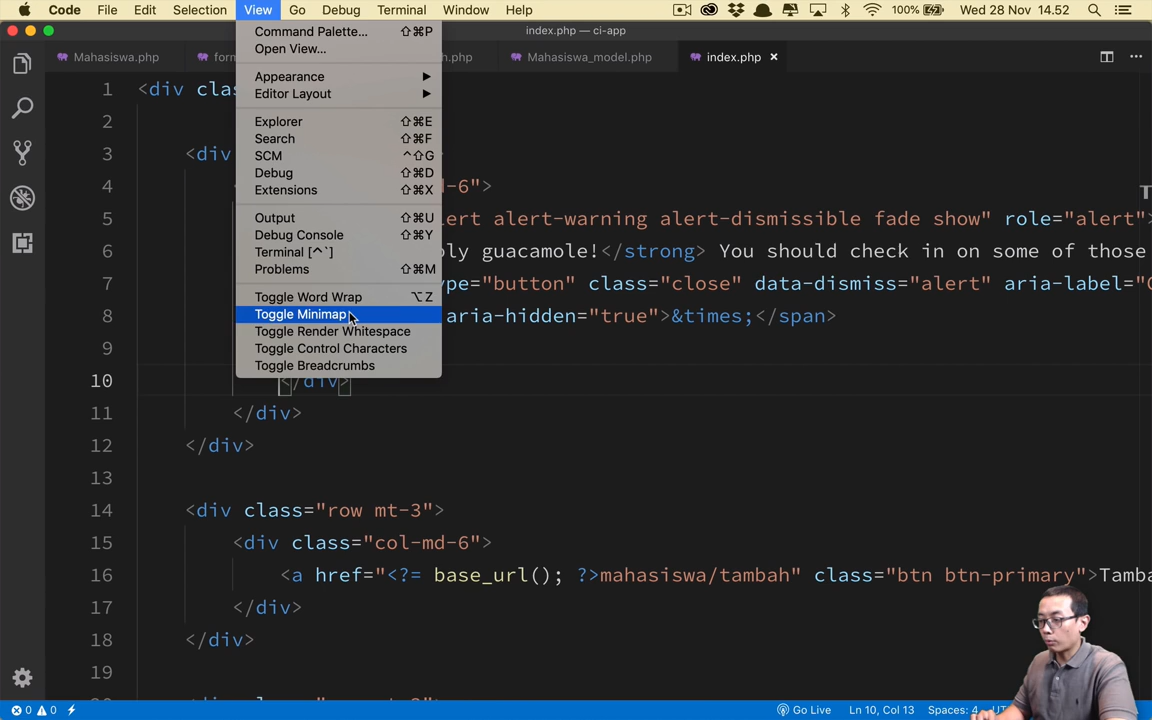 Code File Edit Selection View Go Debug Terminal Window Help 100% Wed 28 Nov 14.52
index.php — ci-app
Mahasiswa.php form h.php Mahasiswa_model.php index.php ×
Command Palette... ⇧⌘P
Open View...
Appearance ▶
Editor Layout ▶
Explorer ⇧⌘E
Search ⇧⌘F
SCM ^⇧G
Debug ⇧⌘D
Extensions ⇧⌘X
Output ⇧⌘U
Debug Console ⇧⌘Y
Terminal [^`]
Problems ⇧⌘M
Toggle Word Wrap ⌥Z
Toggle Minimap
Toggle Render Whitespace
Toggle Control Characters
Toggle Breadcrumbs
1 <div clas
2
3 <div
4 d-6">
5 lert alert-warning alert-dismissible fade show" role="alert">
6 oly guacamole!</strong> You should check in on some of those
7 ype="button" class="close" data-dismiss="alert" aria-label="C
8 aria-hidden="true">&times;</span>
9
10 </div>
11 </div>
12 </div>
13
14 <div class="row mt-3">
15 <div class="col-md-6">
16 <a href="<?= base_url(); ?>mahasiswa/tambah" class="btn btn-primary">Tamba
17 </div>
18 </div>
19
0 0 Go Live Ln 10, Col 13 Spaces: 4